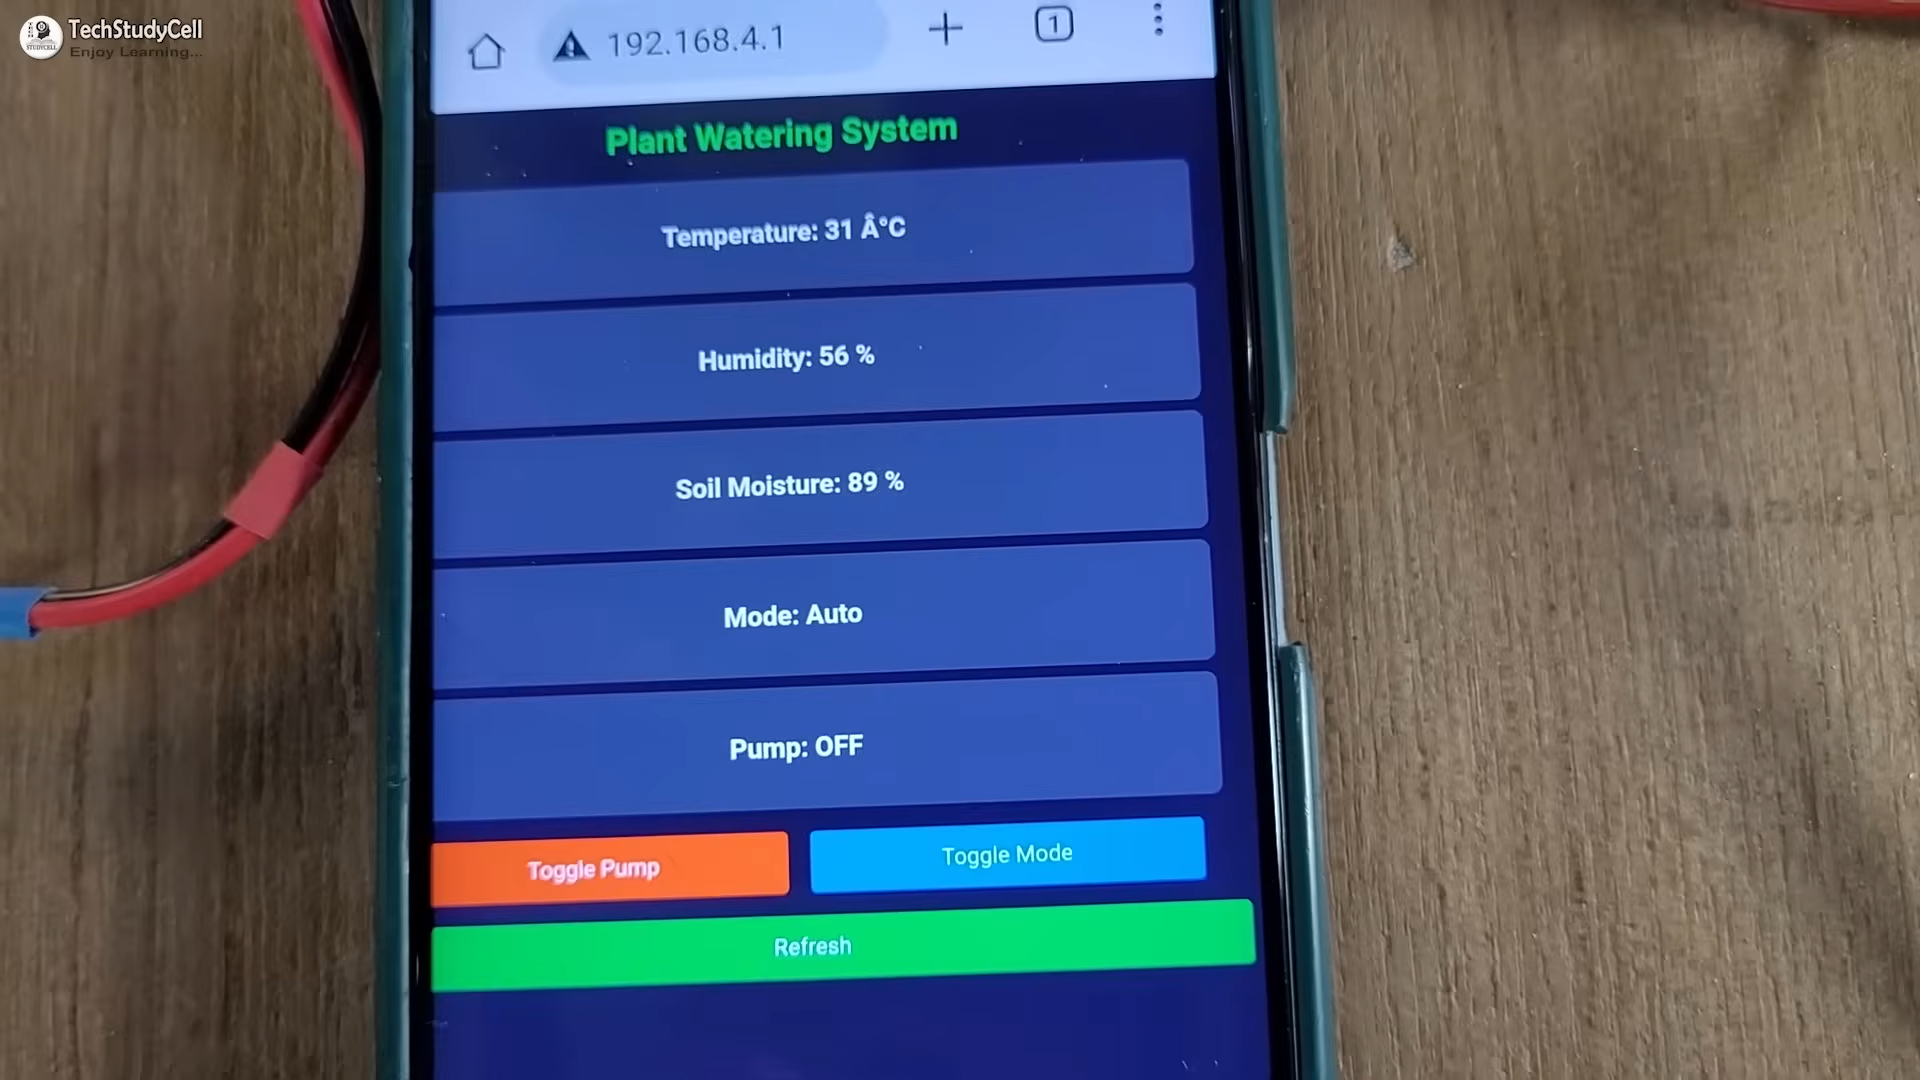 TechStudyCell
Enjoy Learning...
STUDYCELL
192.168.4.1
1
Plant Watering System
Temperature: 31 Â°C
Humidity: 56 %
Soil Moisture: 89 %
Mode: Auto
Pump: OFF
Toggle Pump
Toggle Mode
Refresh